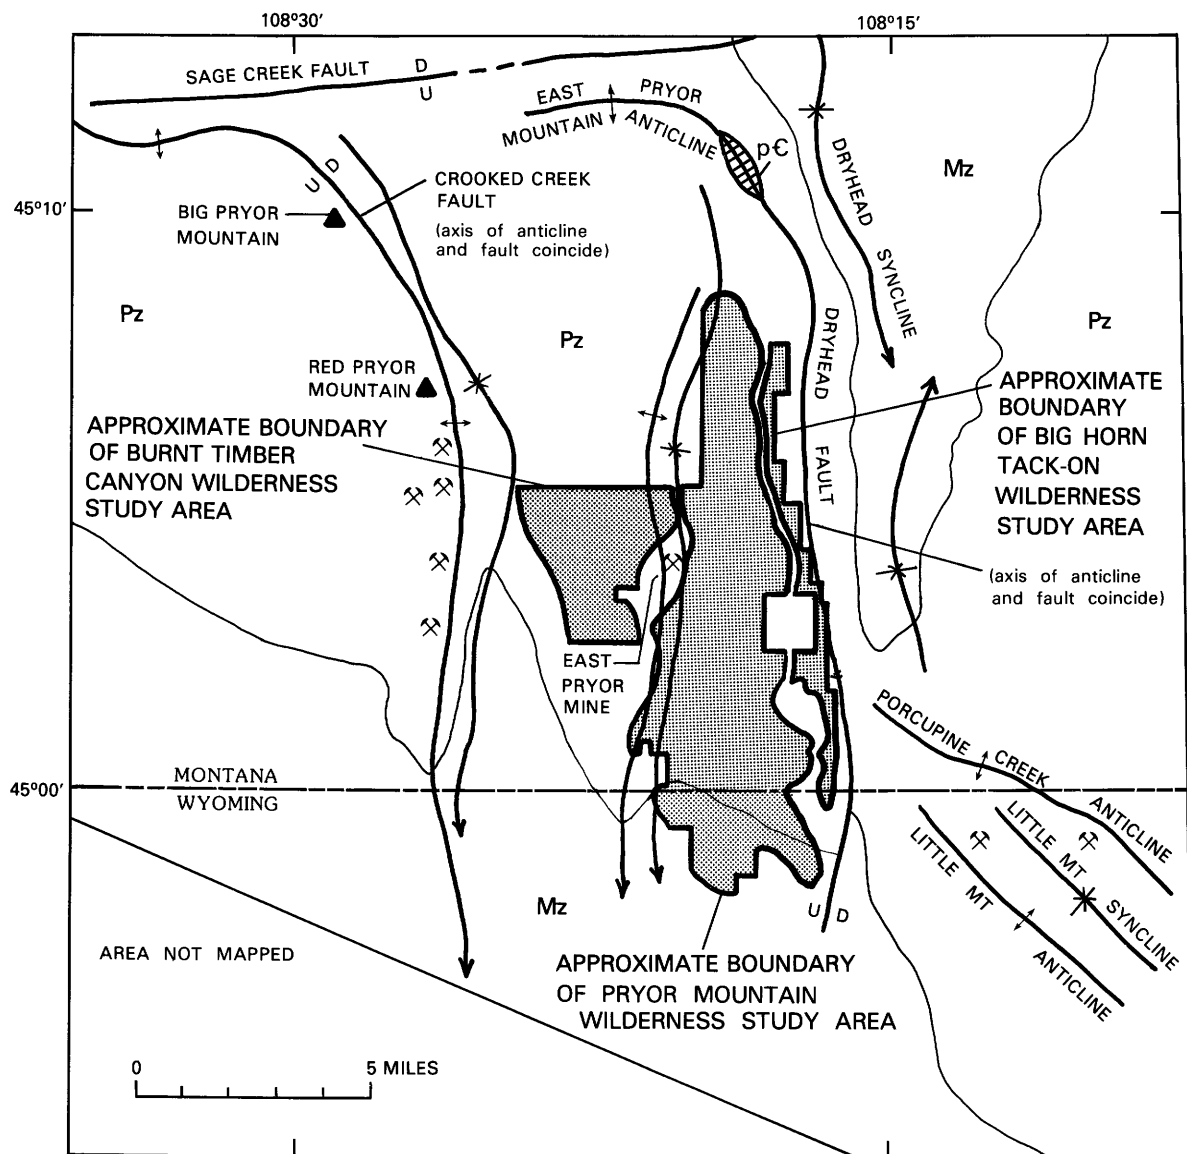 108°30′
108°15′
SAGE CREEK FAULT
D
U
EAST PRYOR
MOUNTAIN ANTICLINE
p-Є
DRYHEAD SYNCLINE
Mz
U D
CROOKED CREEK
FAULT
(axis of anticline
and fault coincide)
45°10′
BIG PRYOR
MOUNTAIN
Pz
Pz
Pz
DRYHEAD FAULT
RED PRYOR
MOUNTAIN
APPROXIMATE BOUNDARY
OF BURNT TIMBER
CANYON WILDERNESS
STUDY AREA
APPROXIMATE
BOUNDARY
OF BIG HORN
TACK-ON
WILDERNESS
STUDY AREA
(axis of anticline
and fault coincide)
EAST
PRYOR
MINE
PORCUPINE CREEK ANTICLINE
MONTANA
45°00′
WYOMING
LITTLE MT SYNCLINE
LITTLE MT ANTICLINE
U D
Mz
AREA NOT MAPPED
APPROXIMATE BOUNDARY
OF PRYOR MOUNTAIN
WILDERNESS STUDY AREA
0
5 MILES